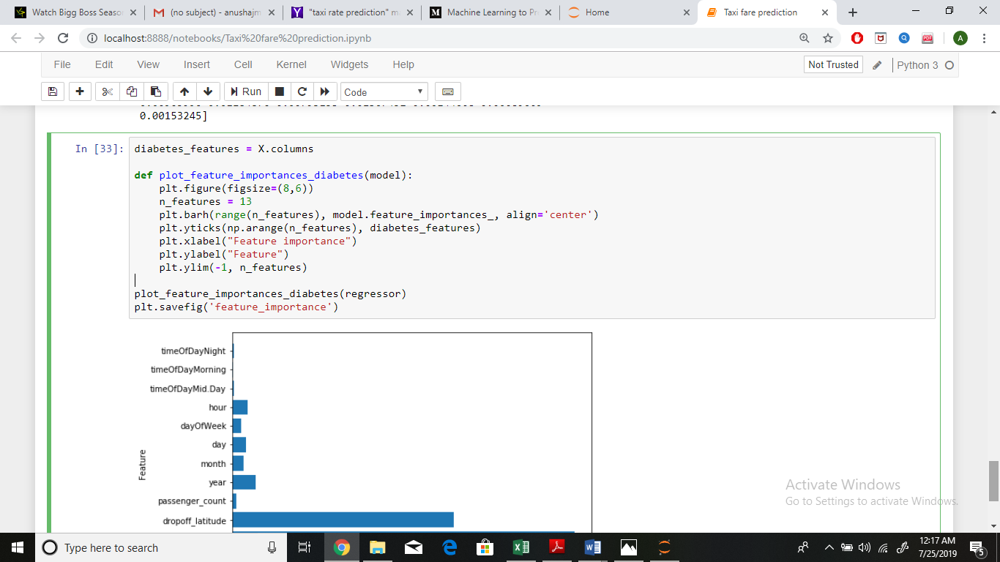 Watch Bigg Boss Seaso
(no subject) - anushajm
"taxi rate prediction" m
Machine Learning to Pr
Home
Taxi fare prediction
localhost:8888/notebooks/Taxi%20fare%20prediction.ipynb
A
File Edit View Insert Cell Kernel Widgets Help
Not Trusted
Python 3
Run
Code
0.00153245]
In [33]:
diabetes_features = X.columns
def plot_feature_importances_diabetes(model):
plt.figure(figsize=(8,6))
n_features = 13
plt.barh(range(n_features), model.feature_importances_, align='center')
plt.yticks(np.arange(n_features), diabetes_features)
plt.xlabel("Feature importance")
plt.ylabel("Feature")
plt.ylim(-1, n_features)
plot_feature_importances_diabetes(regressor)
plt.savefig('feature_importance')
timeOfDayNight
timeOfDayMorning
timeOfDayMid.Day
hour
dayOfWeek
day
month
year
passenger_count
dropoff_latitude
Feature
Activate Windows
Go to Settings to activate Windows.
Type here to search
12:17 AM
7/25/2019
5